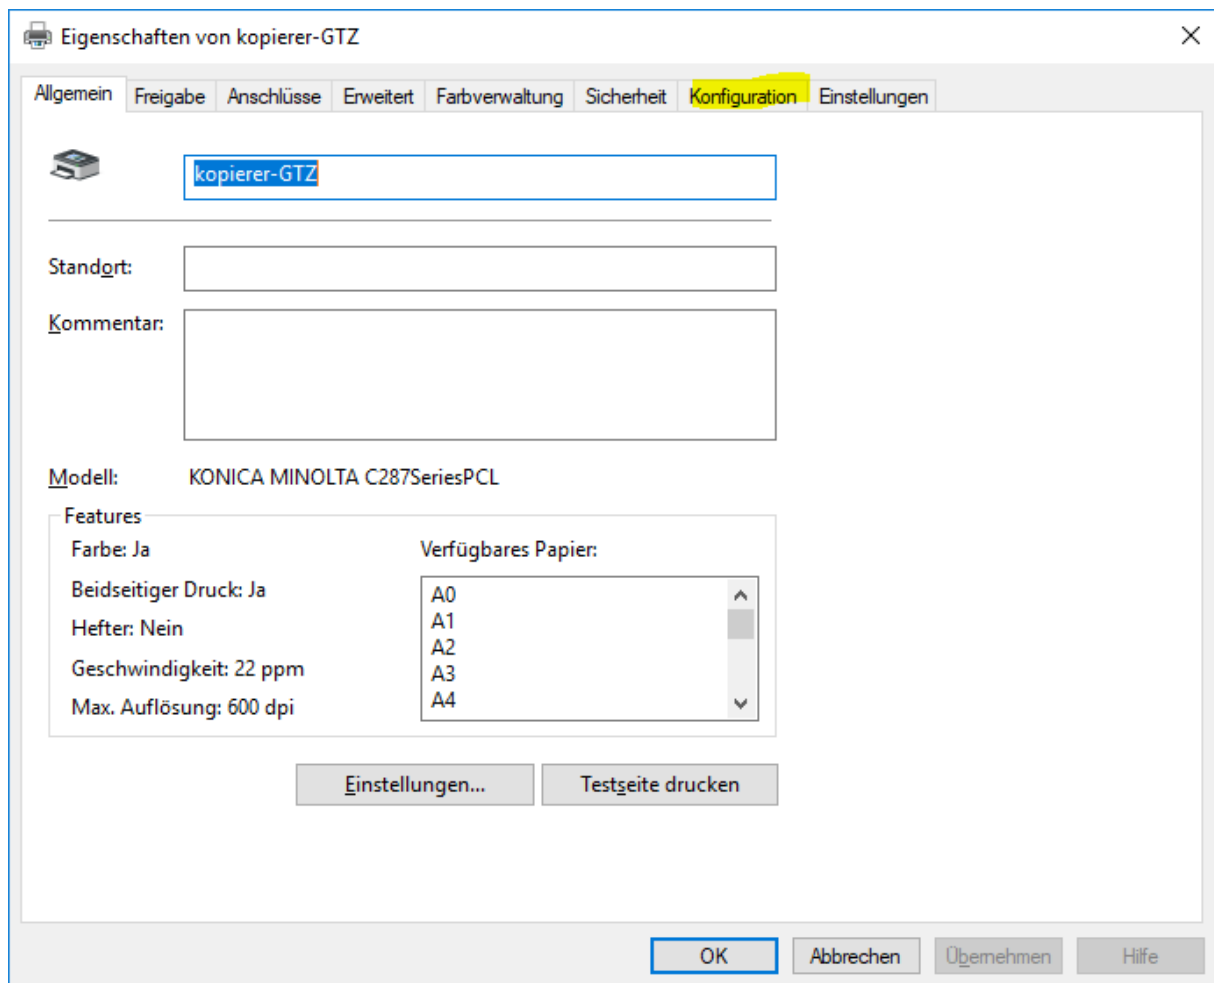 Eigenschaften von kopierer-GTZ
Allgemein Freigabe Anschlüsse Erweitert Farbverwaltung Sicherheit Konfiguration Einstellungen
kopierer-GTZ
Standort:
Kommentar:
Modell: KONICA MINOLTA C287SeriesPCL
Features
Farbe: Ja Verfügbares Papier:
Beidseitiger Druck: Ja
Hefter: Nein
Geschwindigkeit: 22 ppm
Max. Auflösung: 600 dpi
A0
A1
A2
A3
A4
Einstellungen... Testseite drucken
OK Abbrechen Übernehmen Hilfe